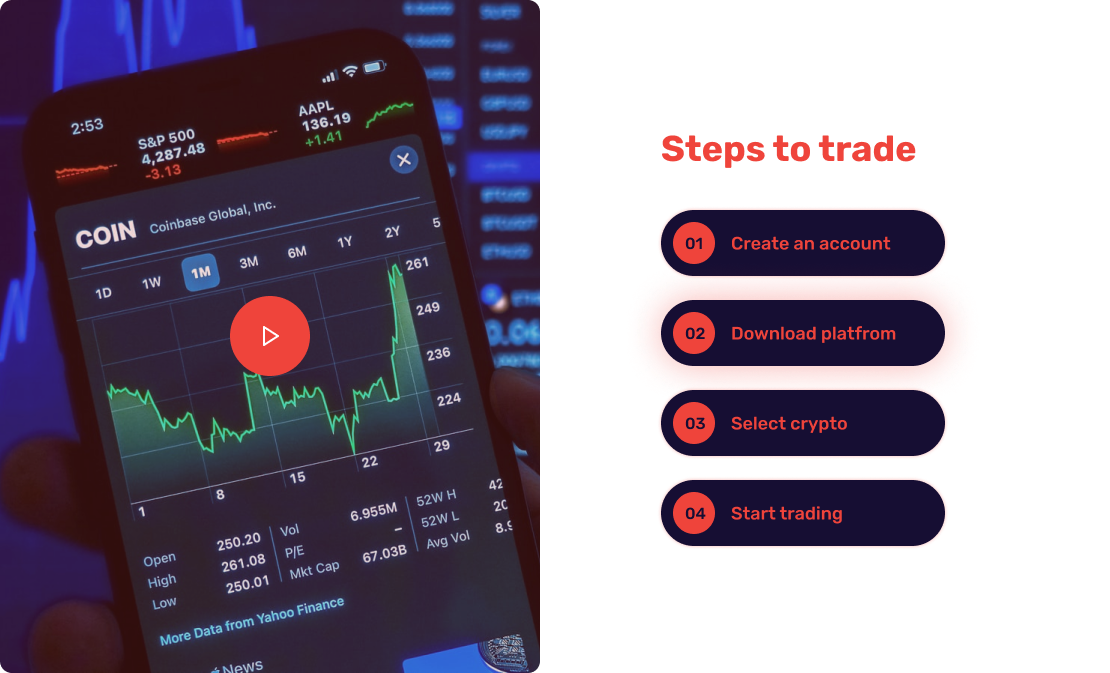 2:53
S&P 500
4,287.48
-3.13
AAPL
136.19
+1.41
COIN Coinbase Global, Inc.
1D 1W 1M 3M 6M 1Y 2Y 5
261
249
236
224
1 8 15 22 29
Open 250.20
High 261.08
Low 250.01
Vol 6.955M
P/E –
Mkt Cap 67.03B
52W H 42
52W L 20
Avg Vol 8.9
More Data from Yahoo Finance
News
Steps to trade
01 Create an account
02 Download platfrom
03 Select crypto
04 Start trading